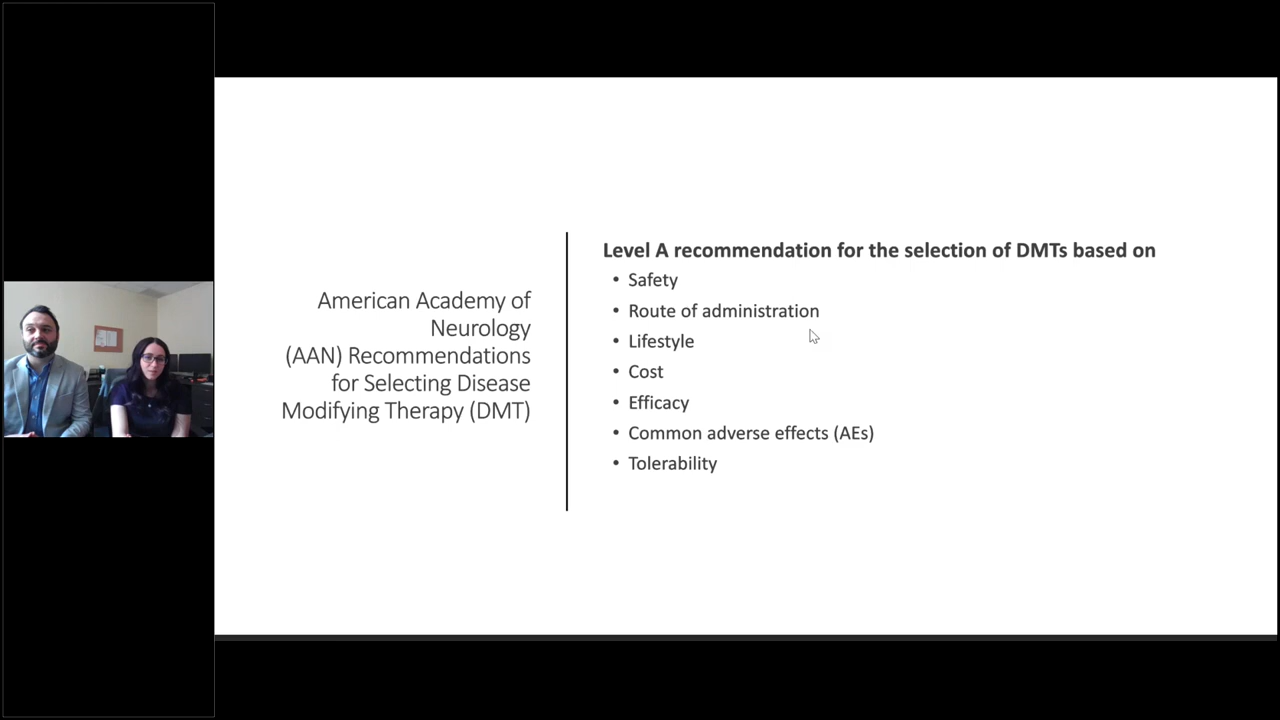 American Academy of
Neurology
(AAN) Recommendations
for Selecting Disease
Modifying Therapy (DMT)
Level A recommendation for the selection of DMTs based on
• Safety
• Route of administration
• Lifestyle
• Cost
• Efficacy
• Common adverse effects (AEs)
• Tolerability